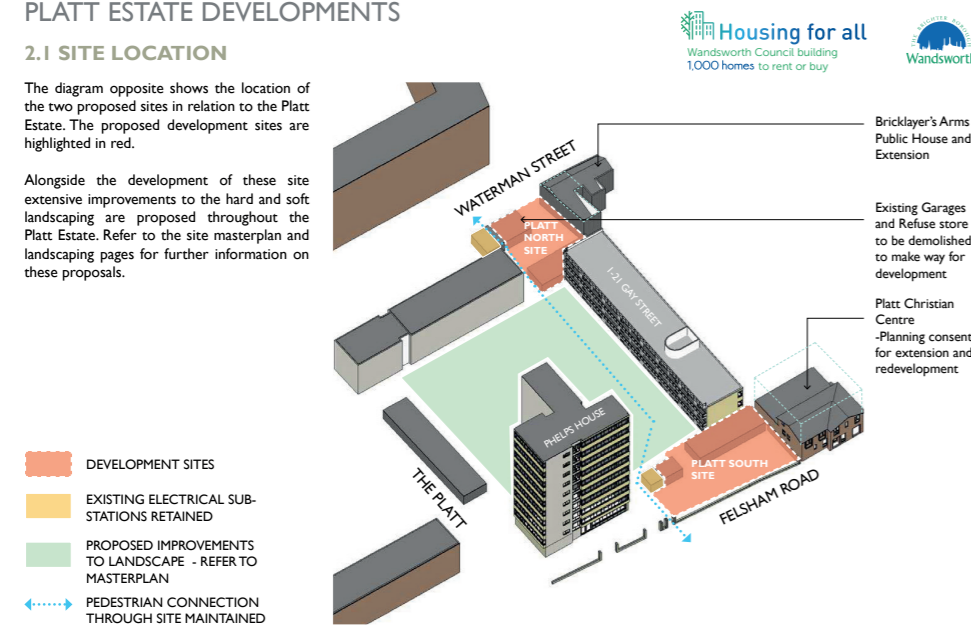 PLATT ESTATE DEVELOPMENTS
2.1 SITE LOCATION
The diagram opposite shows the location of
the two proposed sites in relation to the Platt
Estate. The proposed development sites are
highlighted in red.
Alongside the development of these site
extensive improvements to the hard and soft
landscaping are proposed throughout the
Platt Estate. Refer to the site masterplan and
landscaping pages for further information on
these proposals.
Housing for all
Wandsworth Council building
1,000 homes to rent or buy
THE BRIGHTER BOROUGH
Wandsworth
Bricklayer's Arms
Public House and
Extension
Existing Garages
and Refuse store
to be demolished
to make way for
development
Platt Christian
Centre
-Planning consent
for extension and
redevelopment
WATERMAN STREET
PLATT
NORTH
SITE
1-21 GAY STREET
PHELPS HOUSE
THE PLATT
PLATT SOUTH
SITE
FELSHAM ROAD
DEVELOPMENT SITES
EXISTING ELECTRICAL SUB-
STATIONS RETAINED
PROPOSED IMPROVEMENTS
TO LANDSCAPE - REFER TO
MASTERPLAN
PEDESTRIAN CONNECTION
THROUGH SITE MAINTAINED